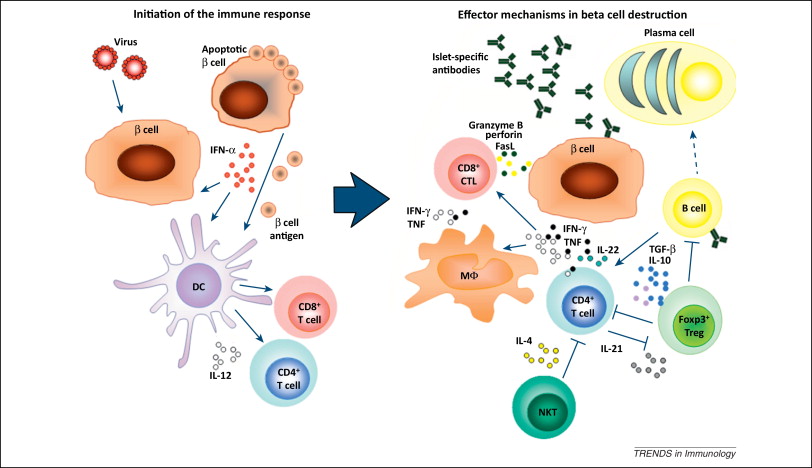 Initiation of the immune response
Virus
Apoptotic
β cell
β cell
IFN-α
β cell
antigen
DC
CD8⁺
T cell
IL-12
CD4⁺
T cell
Effector mechanisms in beta cell destruction
Plasma cell
Islet-specific
antibodies
Granzyme B
perforin
FasL
β cell
CD8⁺
CTL
B cell
IFN-γ
TNF
IFN-γ
TNF
IL-22
TGF-β
IL-10
MΦ
CD4⁺
T cell
Foxp3⁺
Treg
IL-4
IL-21
NKT
TRENDS in Immunology